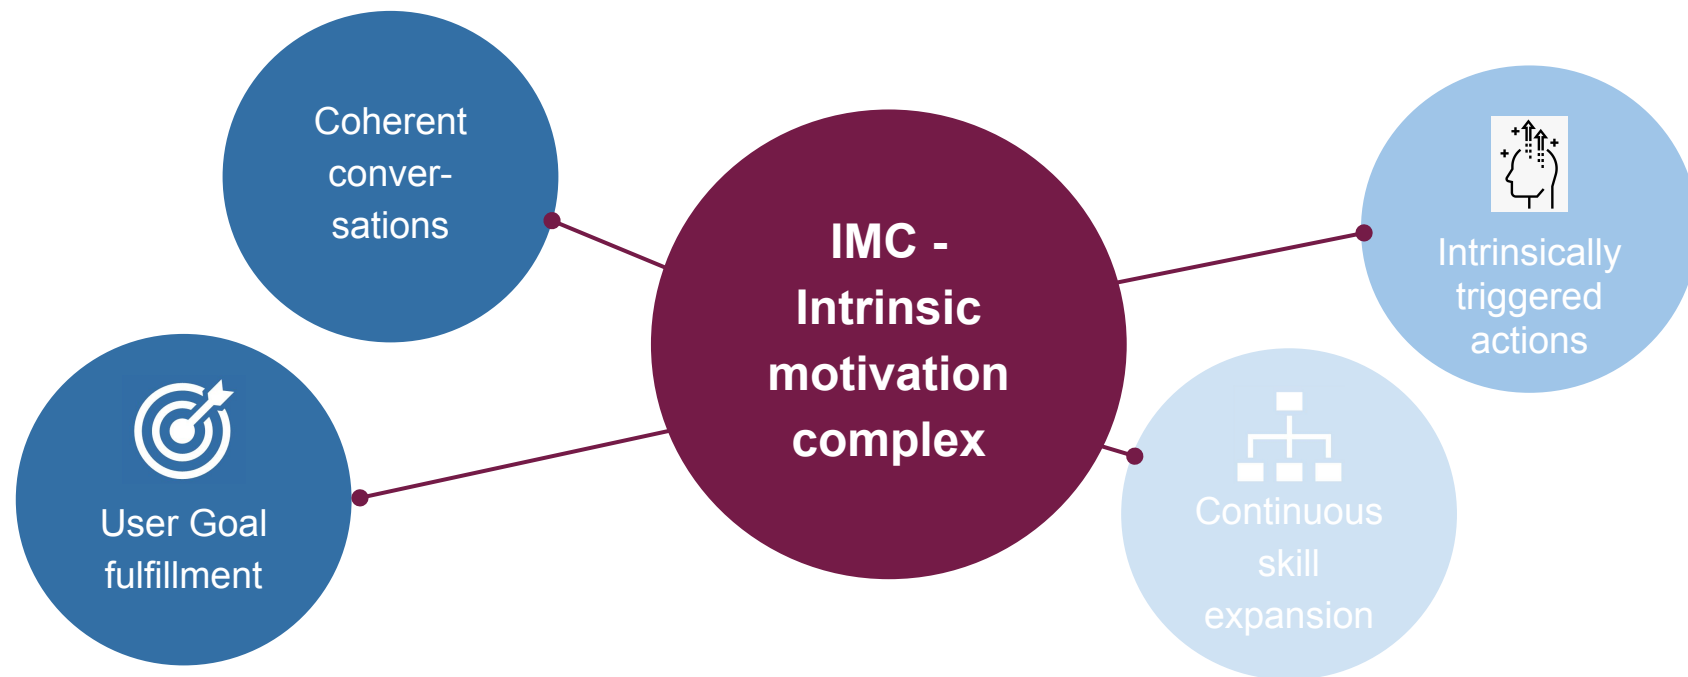 Coherent
conver-
sations
User Goal
fulfillment
IMC -
Intrinsic
motivation
complex
Intrinsically
triggered
actions
Continuous
skill
expansion